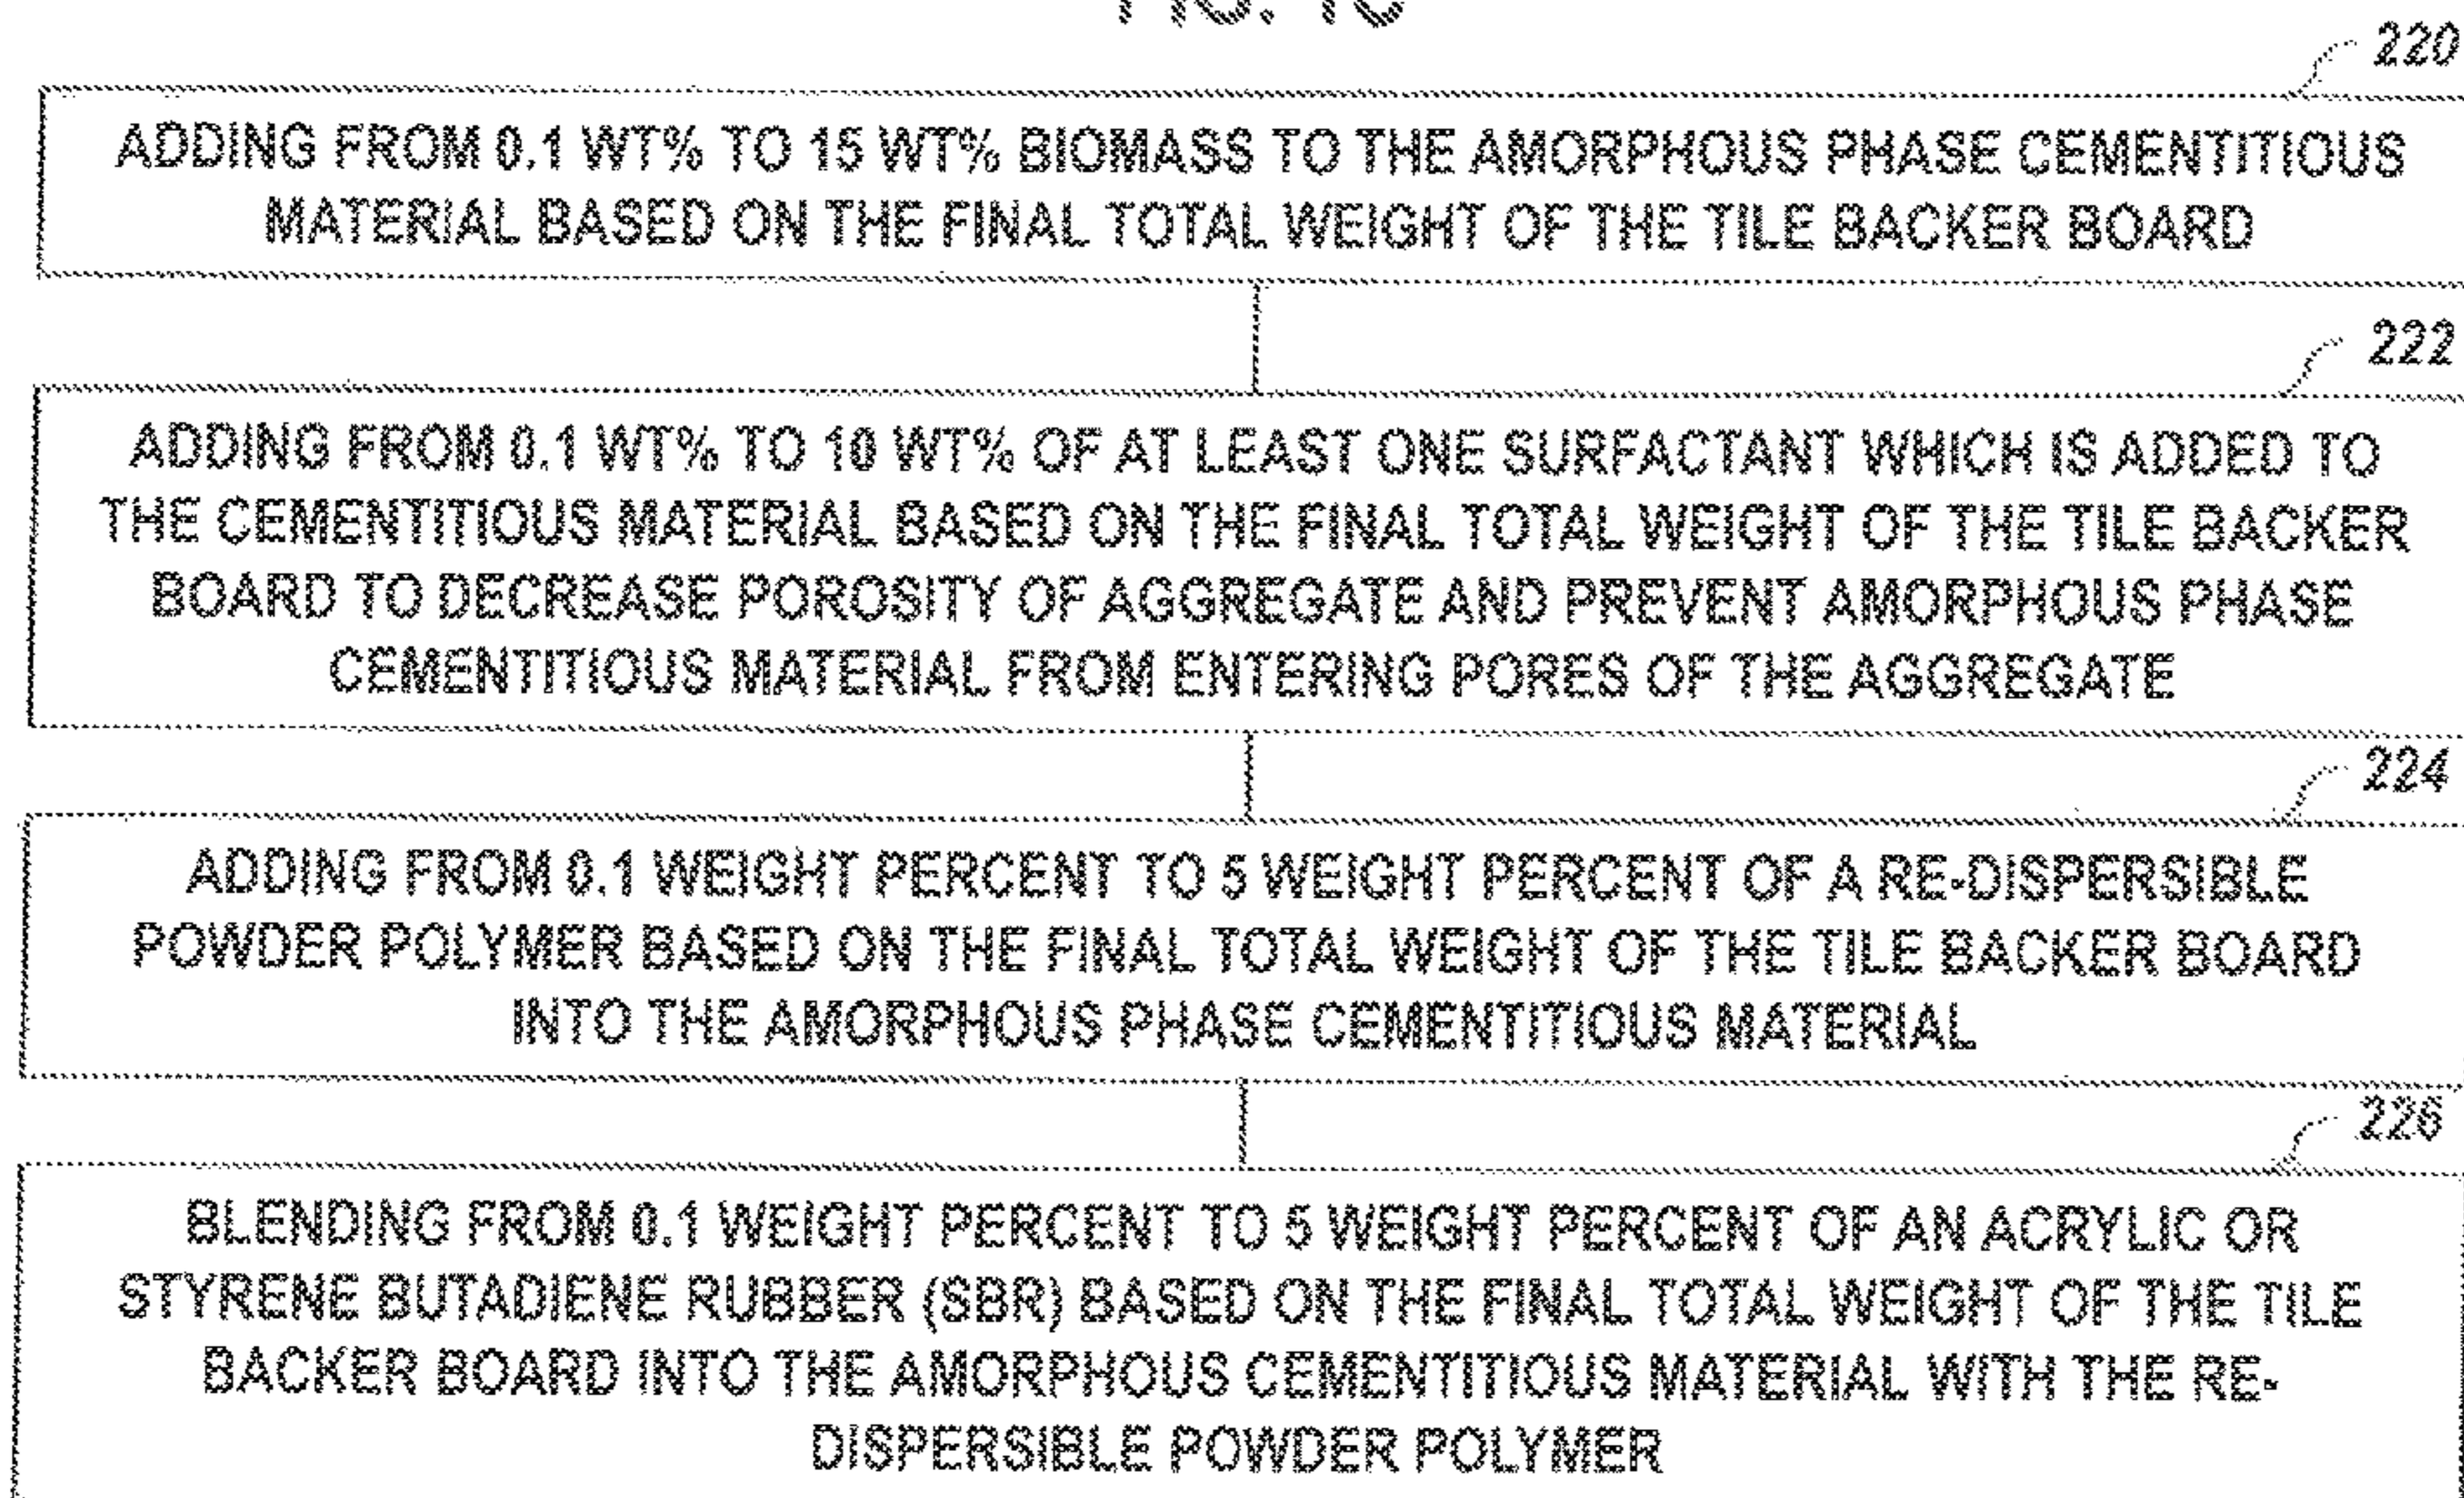 FIG. 1C
220
ADDING FROM 0.1 WT% TO 15 WT% BIOMASS TO THE AMORPHOUS PHASE CEMENTITIOUS
MATERIAL BASED ON THE FINAL TOTAL WEIGHT OF THE TILE BACKER BOARD
222
ADDING FROM 0.1 WT% TO 10 WT% OF AT LEAST ONE SURFACTANT WHICH IS ADDED TO
THE CEMENTITIOUS MATERIAL BASED ON THE FINAL TOTAL WEIGHT OF THE TILE BACKER
BOARD TO DECREASE POROSITY OF AGGREGATE AND PREVENT AMORPHOUS PHASE
CEMENTITIOUS MATERIAL FROM ENTERING PORES OF THE AGGREGATE
224
ADDING FROM 0.1 WEIGHT PERCENT TO 5 WEIGHT PERCENT OF A RE-DISPERSIBLE
POWDER POLYMER BASED ON THE FINAL TOTAL WEIGHT OF THE TILE BACKER BOARD
INTO THE AMORPHOUS PHASE CEMENTITIOUS MATERIAL
226
BLENDING FROM 0.1 WEIGHT PERCENT TO 5 WEIGHT PERCENT OF AN ACRYLIC OR
STYRENE BUTADIENE RUBBER (SBR) BASED ON THE FINAL TOTAL WEIGHT OF THE TILE
BACKER BOARD INTO THE AMORPHOUS CEMENTITIOUS MATERIAL WITH THE RE-
DISPERSIBLE POWDER POLYMER